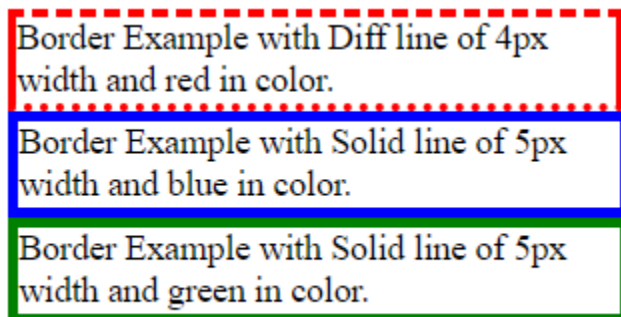 Border Example with Diff line of 4px
width and red in color.
Border Example with Solid line of 5px
width and blue in color.
Border Example with Solid line of 5px
width and green in color.